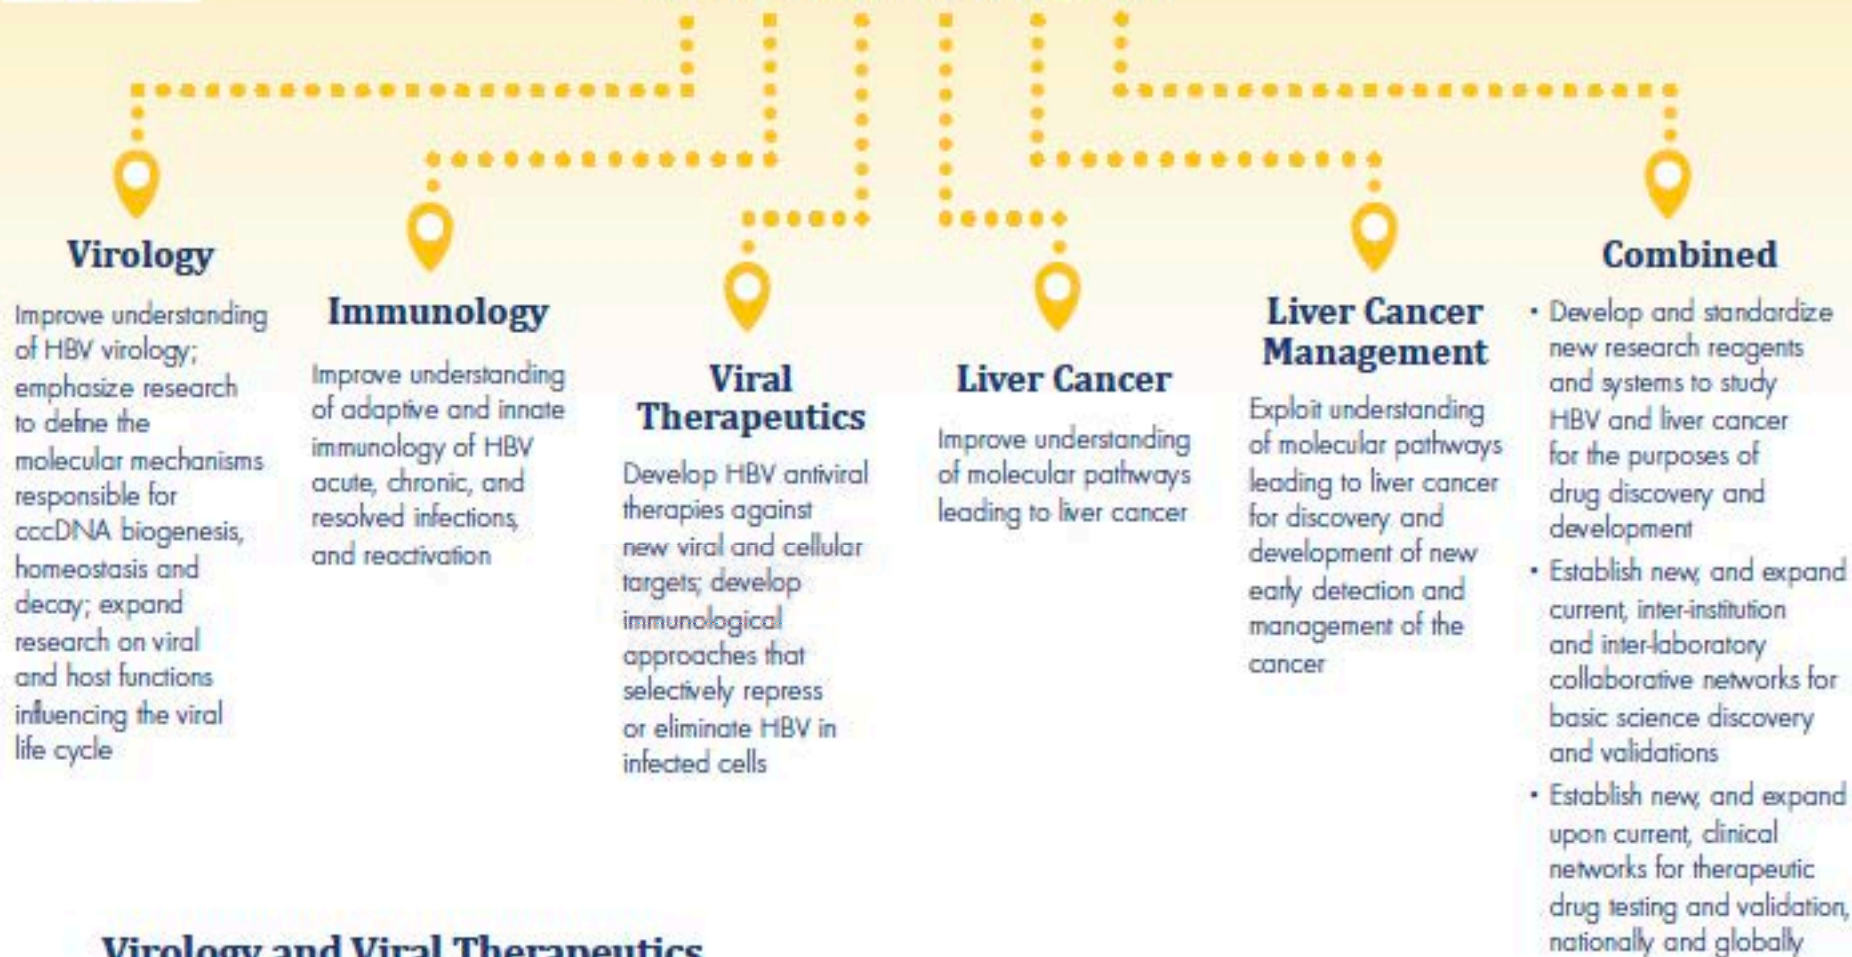 Virology
Improve understanding
of HBV virology;
emphasize research
to define the
molecular mechanisms
responsible for
cccDNA biogenesis,
homeostasis and
decay; expand
research on viral
and host functions
influencing the viral
life cycle
Immunology
Improve understanding
of adaptive and innate
immunology of HBV
acute, chronic, and
resolved infections,
and reactivation
Viral
Therapeutics
Develop HBV antiviral
therapies against
new viral and cellular
targets; develop
immunological
approaches that
selectively repress
or eliminate HBV in
infected cells
Liver Cancer
Improve understanding
of molecular pathways
leading to liver cancer
Liver Cancer
Management
Exploit understanding
of molecular pathways
leading to liver cancer
for discovery and
development of new
early detection and
management of the
cancer
Combined
• Develop and standardize
new research reagents
and systems to study
HBV and liver cancer
for the purposes of
drug discovery and
development
• Establish new, and expand
current, inter-institution
and inter-laboratory
collaborative networks for
basic science discovery
and validations
• Establish new, and expand
upon current, clinical
networks for therapeutic
drug testing and validation,
nationally and globally
Virology and Viral Therapeutics